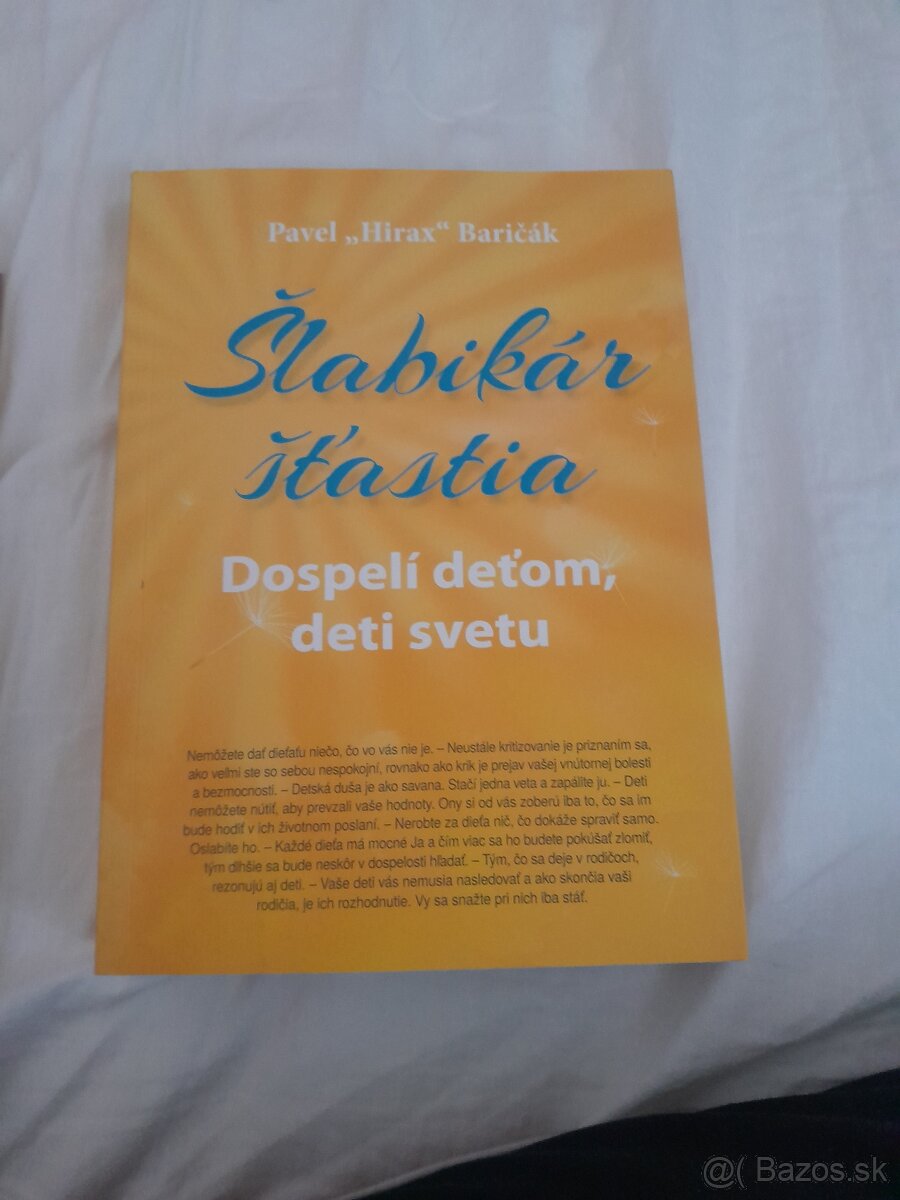 Pavel „Hirax“ Baričák
Šlabikár
šťastia
Dospelí deťom,
deti svetu
Nemôžete dať dieťaťu niečo, čo vo vás nie je. – Neustále kritizovanie je priznaním sa,
ako veľmi ste so sebou nespokojní, rovnako ako krik je prejav vašej vnútornej bolesti
a bezmocnosti. – Detská duša je ako savana. Stačí jedna veta a zapálite ju. – Deti
nemôžete nútiť, aby prevzali vaše hodnoty. Ony si od vás zoberú iba to, čo sa im
bude hodiť v ich životnom poslaní. – Nerobte za dieťa nič, čo dokáže spraviť samo.
Oslabíte ho. – Každé dieťa má mocné Ja a čím viac sa ho budete pokúšať zlomiť,
tým dlhšie sa bude neskôr v dospelosti hľadať. – Tým, čo sa deje v rodičoch,
rezonujú aj deti. – Vaše deti vás nemusia nasledovať a ako skončia vaši
rodičia, je ich rozhodnutie. Vy sa snažte pri nich iba stáť.
@( Bazos.sk